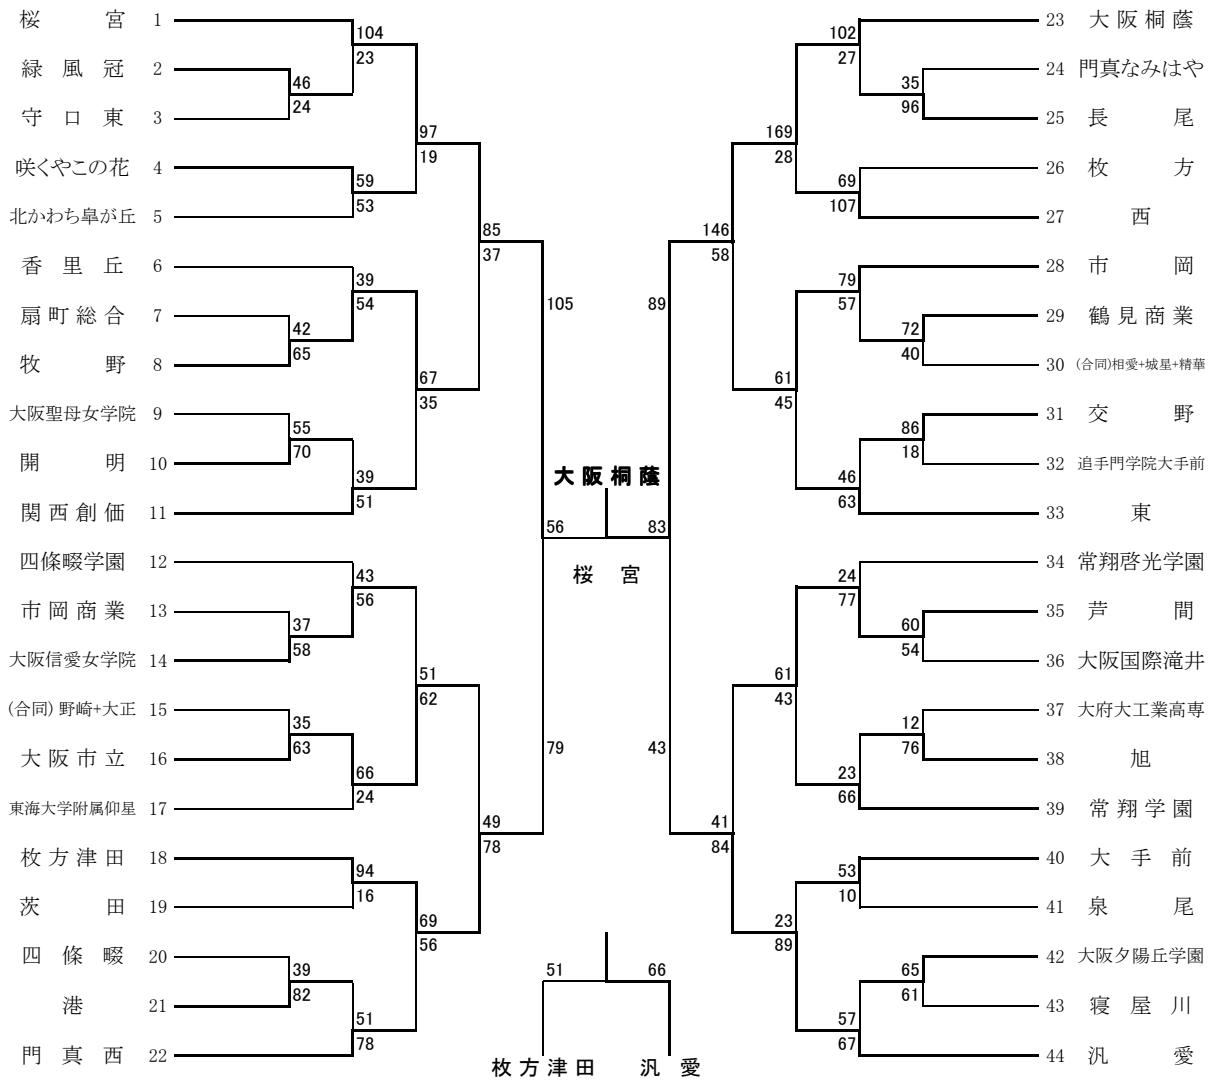 桜宮 1
緑風冠 2
守口東 3
咲くやこの花 4
北かわち皐が丘 5
香里丘 6
扇町総合 7
牧野 8
大阪聖母女学院 9
開明 10
関西創価 11
四條畷学園 12
市岡商業 13
大阪信愛女学院 14
(合同) 野崎+大正 15
大阪市立 16
東海大学附属仰星 17
枚方津田 18
茨田 19
四條畷 20
港 21
門真西 22
104
23
46
24
97
19
59
53
85
37
39
54
42
65
67
35
55
70
39
51
105
56
43
56
37
58
51
62
35
63
66
24
79
49
78
94
16
69
56
39
82
51
78
大阪桐蔭
桜宮
51
66
枚方津田 汎愛
89
83
43
102
27
35
96
169
28
69
107
146
58
79
57
72
40
61
45
86
18
46
63
24
77
60
54
61
43
12
76
23
66
41
84
53
10
23
89
65
61
57
67
23 大阪桐蔭
24 門真なみはや
25 長尾
26 枚方
27 西
28 市岡
29 鶴見商業
30 (合同)相愛+城星+精華
31 交野
32 追手門学院大手前
33 東
34 常翔啓光学園
35 芦間
36 大阪国際滝井
37 大府大工業高専
38 旭
39 常翔学園
40 大手前
41 泉尾
42 大阪夕陽丘学園
43 寝屋川
44 汎愛